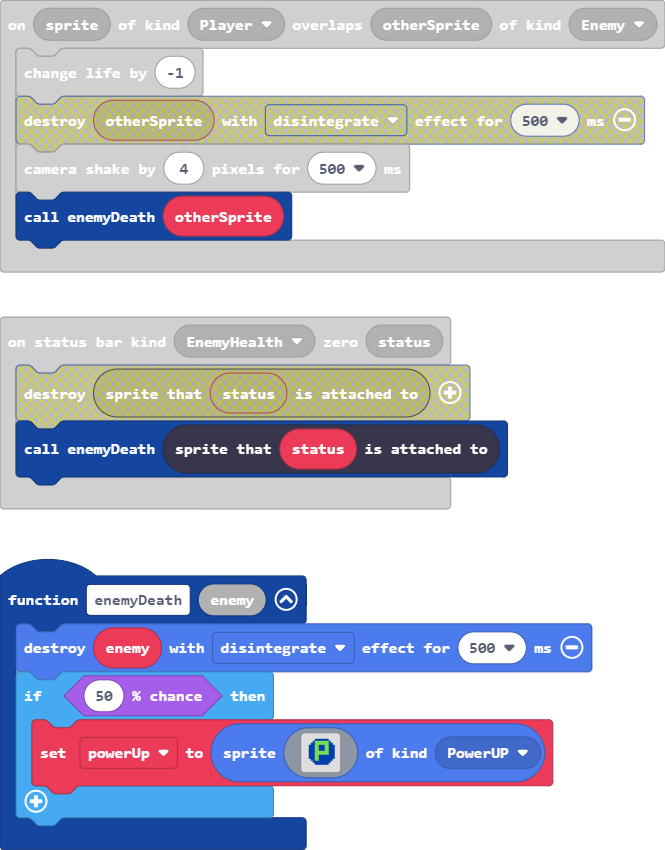 on sprite of kind Player overlaps otherSprite of kind Enemy
change life by -1
destroy otherSprite with disintegrate effect for 500 ms
camera shake by 4 pixels for 500 ms
call enemyDeath otherSprite
on status bar kind EnemyHealth zero status
destroy sprite that status is attached to
call enemyDeath sprite that status is attached to
function enemyDeath enemy
destroy enemy with disintegrate effect for 500 ms
if 50 % chance then
set powerUp to sprite P of kind PowerUP